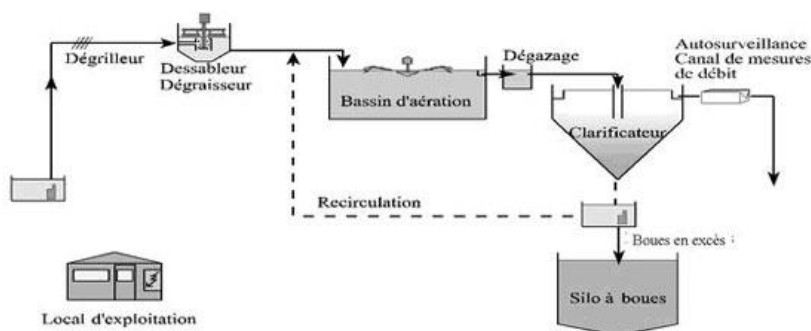 Dégrilleur
Dessableur
Dégraisseur
Bassin d'aération
Dégazage
Autosurveillance
Canal de mesures
de débit
Clarificateur
Recirculation
Boues en excès
Silo à boues
Local d'exploitation